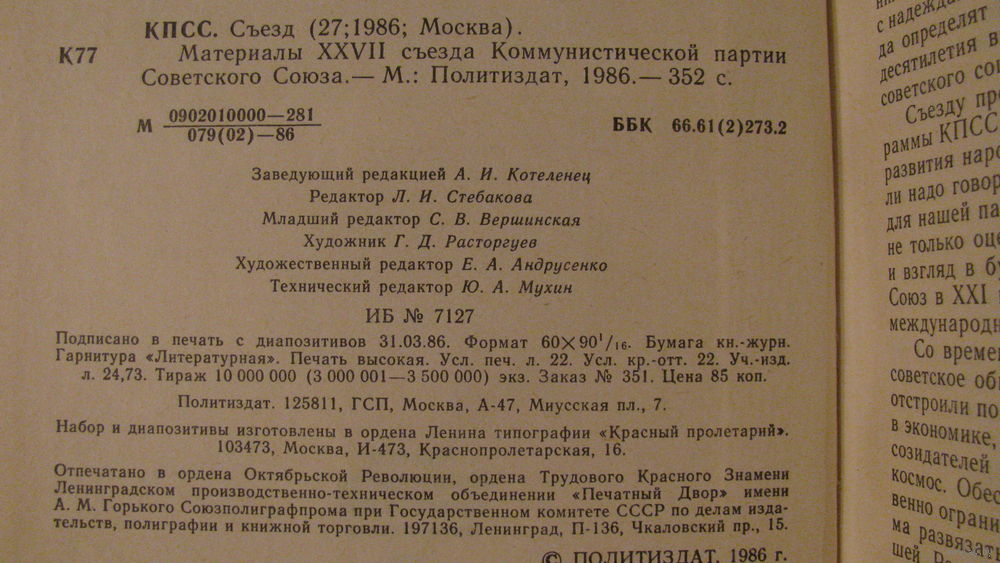 КПСС. Съезд (27;1986; Москва).
К77
Материалы XXVII съезда Коммунистической партии
Советского Союза.— М.: Политиздат, 1986.— 352 с.
М 0902010000—281
079(02)—86
ББК 66.61(2)273.2
Заведующий редакцией А. И. Котеленец
Редактор Л. И. Стебакова
Младший редактор С. В. Вершинская
Художник Г. Д. Расторгуев
Художественный редактор Е. А. Андрусенко
Технический редактор Ю. А. Мухин
ИБ № 7127
Подписано в печать с диапозитивов 31.03.86. Формат 60×90¹/₁₆. Бумага кн.-журн.
Гарнитура «Литературная». Печать высокая. Усл. печ. л. 22. Усл. кр.-отт. 22. Уч.-изд.
л. 24,73. Тираж 10 000 000 (3 000 001—3 500 000) экз. Заказ № 351. Цена 85 коп.
Политиздат. 125811, ГСП, Москва, А-47, Миусская пл., 7.
Набор и диапозитивы изготовлены в ордена Ленина типографии «Красный пролетарий».
103473, Москва, И-473, Краснопролетарская, 16.
Отпечатано в ордена Октябрьской Революции, ордена Трудового Красного Знамени
Ленинградском производственно-техническом объединении «Печатный Двор» имени
А. М. Горького Союзполиграфпрома при Государственном комитете СССР по делам изда-
тельств, полиграфии и книжной торговли. 197136, Ленинград, П-136, Чкаловский пр., 15.
© ПОЛИТИЗДАТ, 1986 г.
с надежд
да определят
десятилетия в
советского со
Съезду пр
раммы КПСС
развития нар
ли надо говор
для нашей па
не только оце
и взгляд в б
Союз в XXI
международн
Со времен
советское об
отстроили по
в экономике,
созидателей
космос. Обес
венно ограни
ма развязат
шей